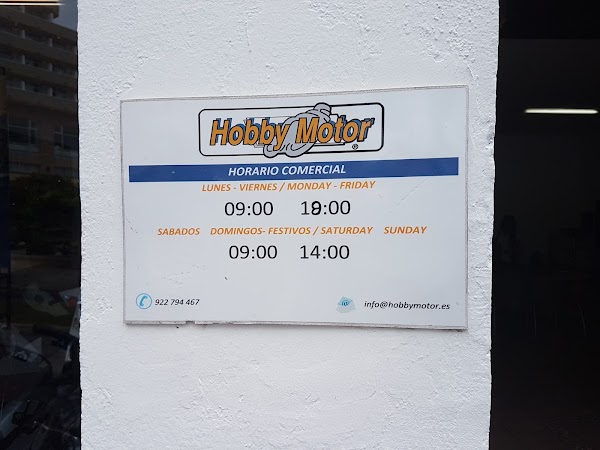 Hobby Motor
®
HORARIO COMERCIAL
LUNES - VIERNES / MONDAY - FRIDAY
09:00 19:00
SABADOS DOMINGOS- FESTIVOS / SATURDAY SUNDAY
09:00 14:00
922 794 467 info@hobbymotor.es